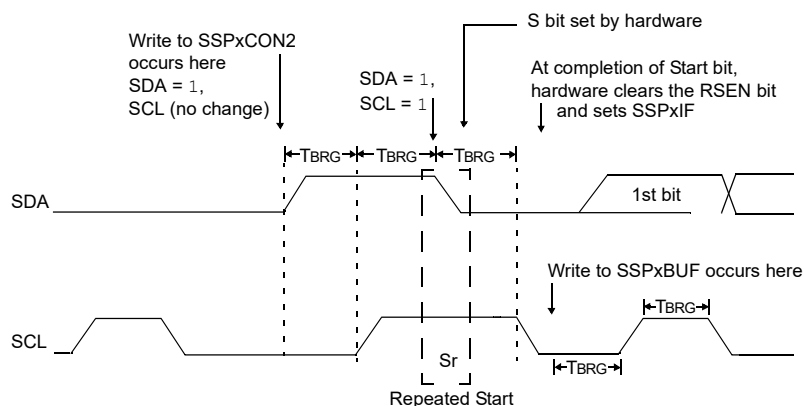 S bit set by hardware
Write to SSPxCON2
occurs here
SDA = 1,
SCL (no change)
SDA = 1,
SCL = 1
At completion of Start bit,
hardware clears the RSEN bit
and sets SSPxIF
TBRG
TBRG
TBRG
SDA
1st bit
Write to SSPxBUF occurs here
TBRG
SCL
Sr
TBRG
Repeated Start